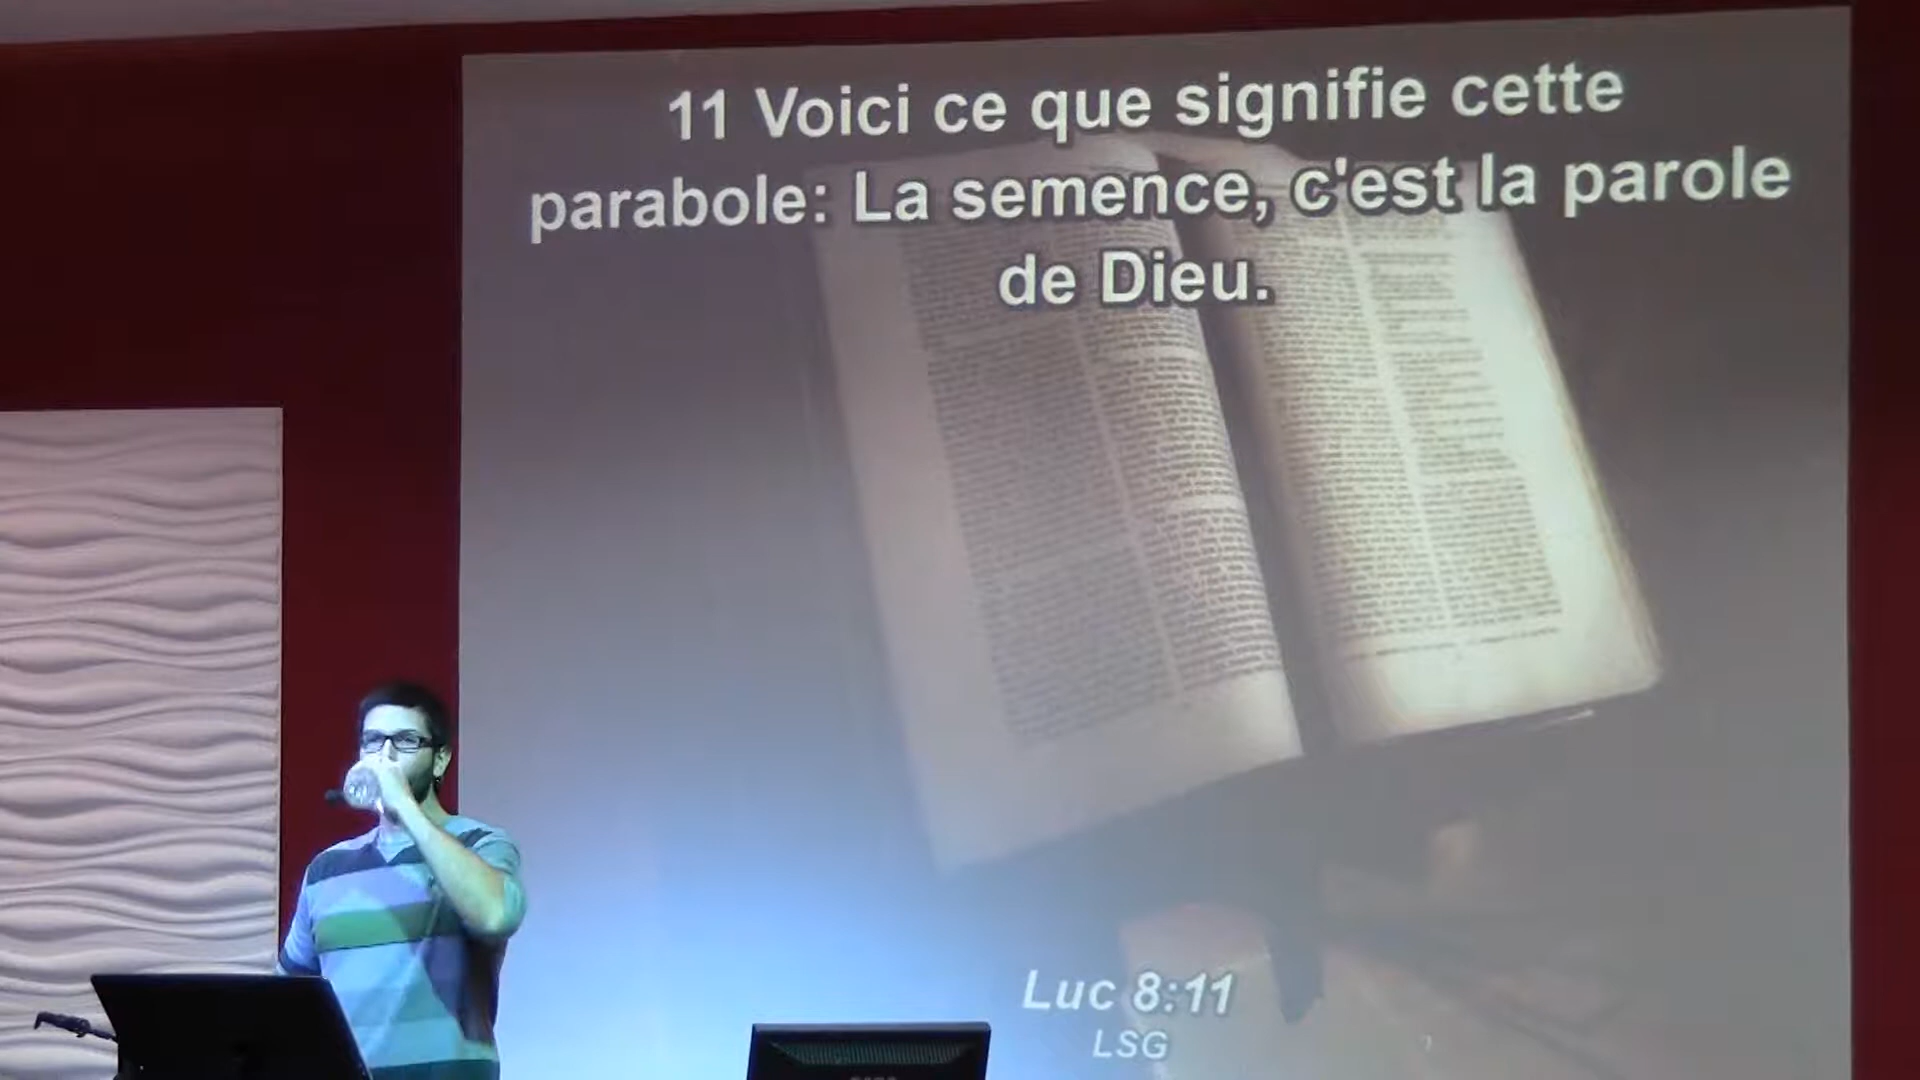 11 Voici ce que signifie cette
parabole: La semence, c'est la parole
de Dieu.
Luc 8:11
LSG